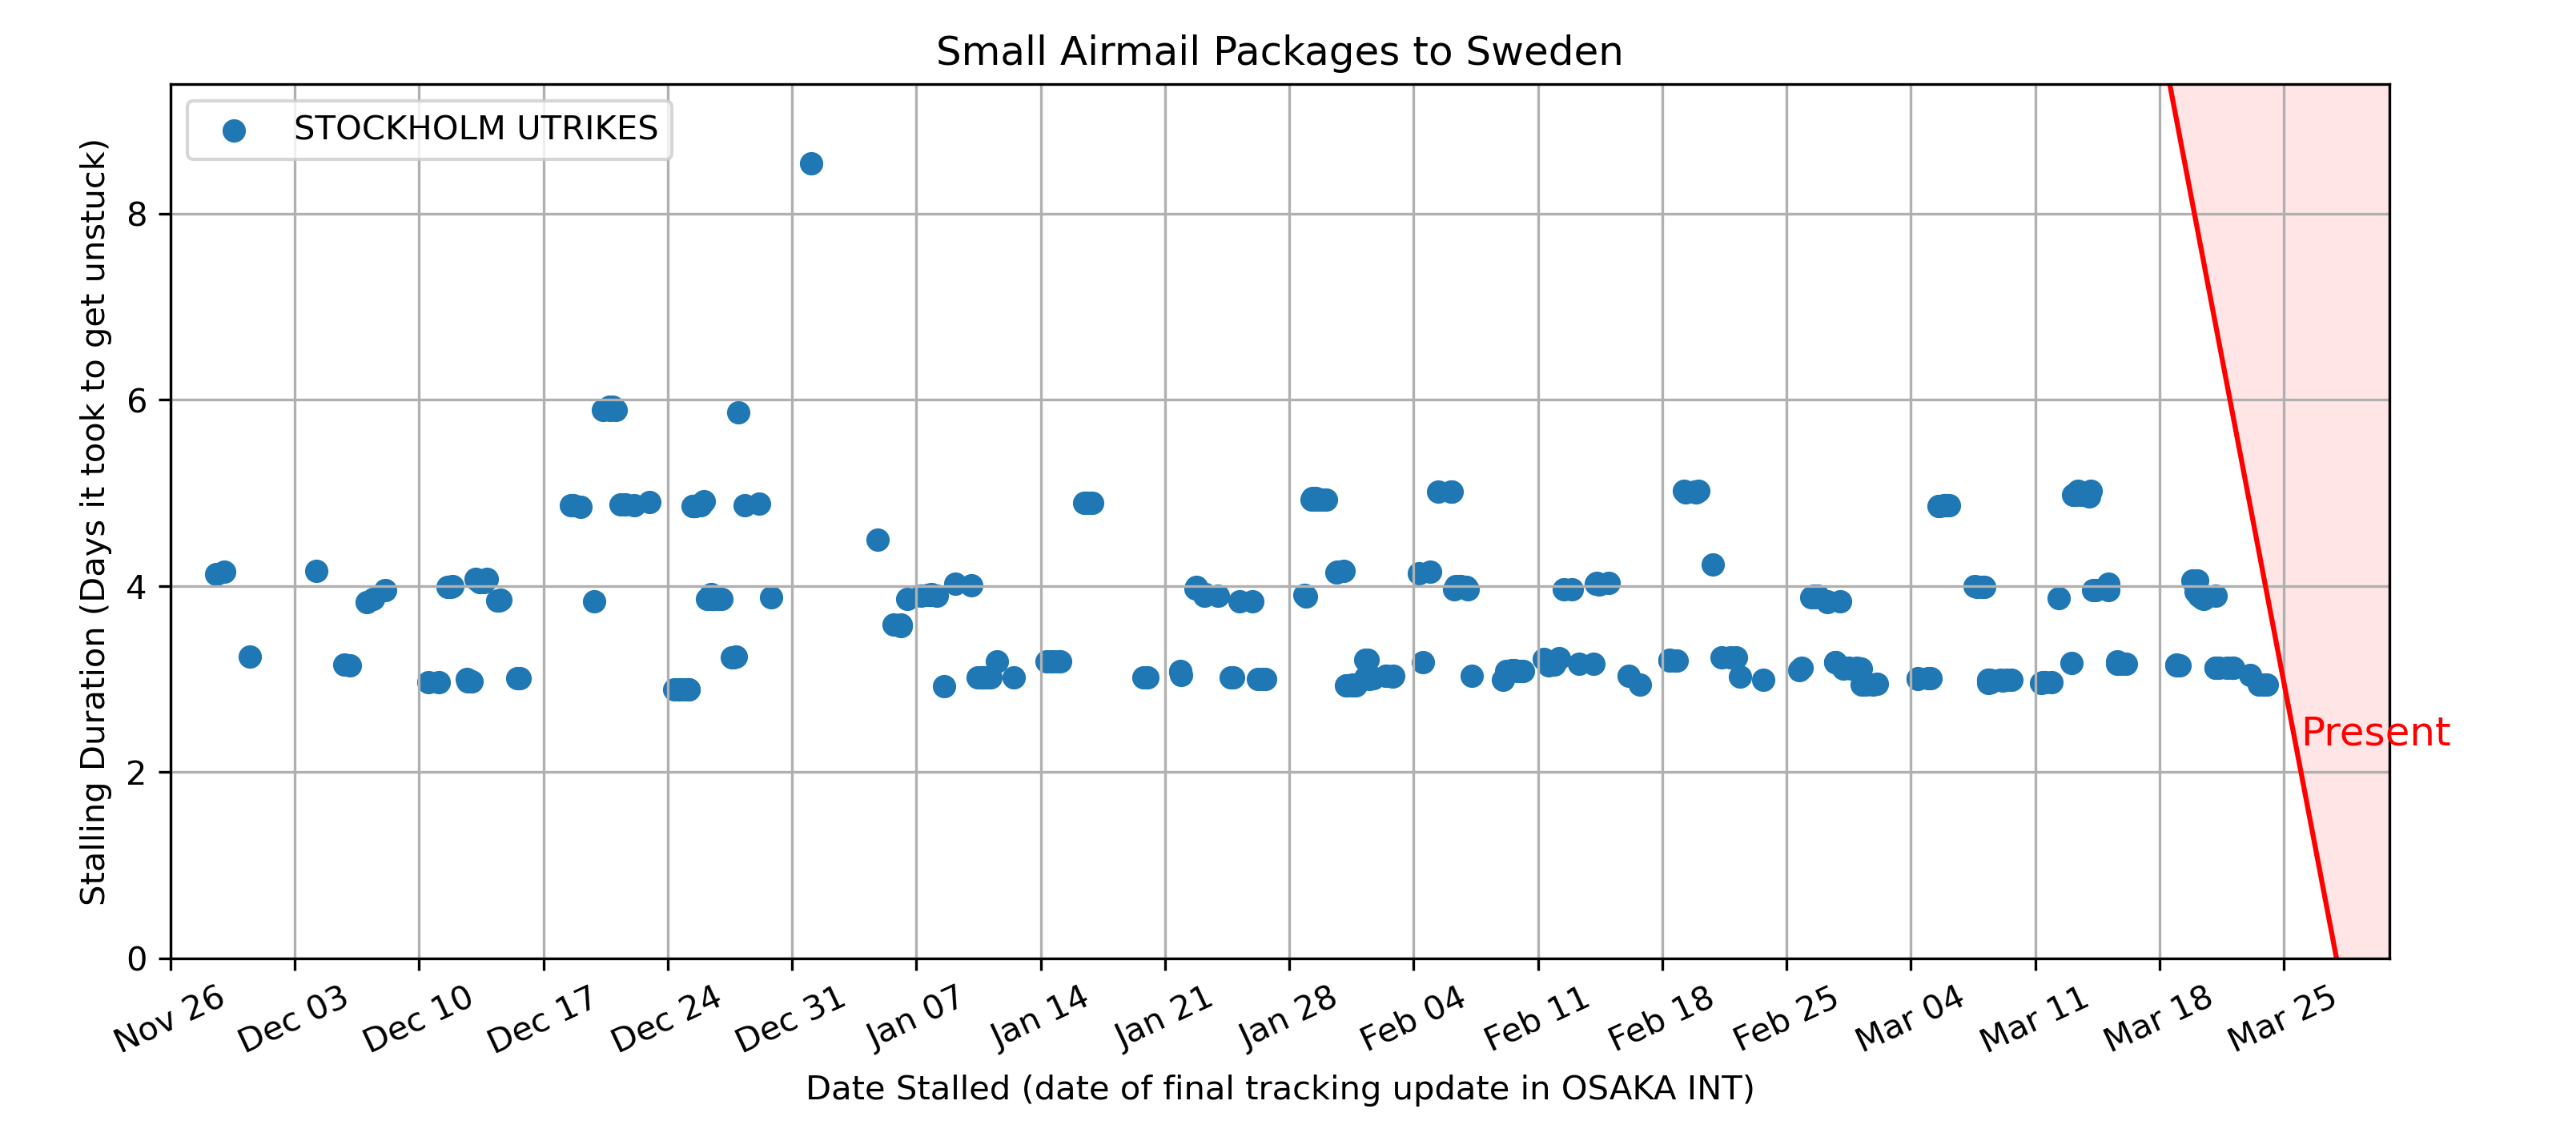 Small Airmail Packages to Sweden
STOCKHOLM UTRIKES
Stalling Duration (Days it took to get unstuck)
8
6
4
2
0
Present
Nov 26
Dec 03
Dec 10
Dec 17
Dec 24
Dec 31
Jan 07
Jan 14
Jan 21
Jan 28
Feb 04
Feb 11
Feb 18
Feb 25
Mar 04
Mar 11
Mar 18
Mar 25
Date Stalled (date of final tracking update in OSAKA INT)